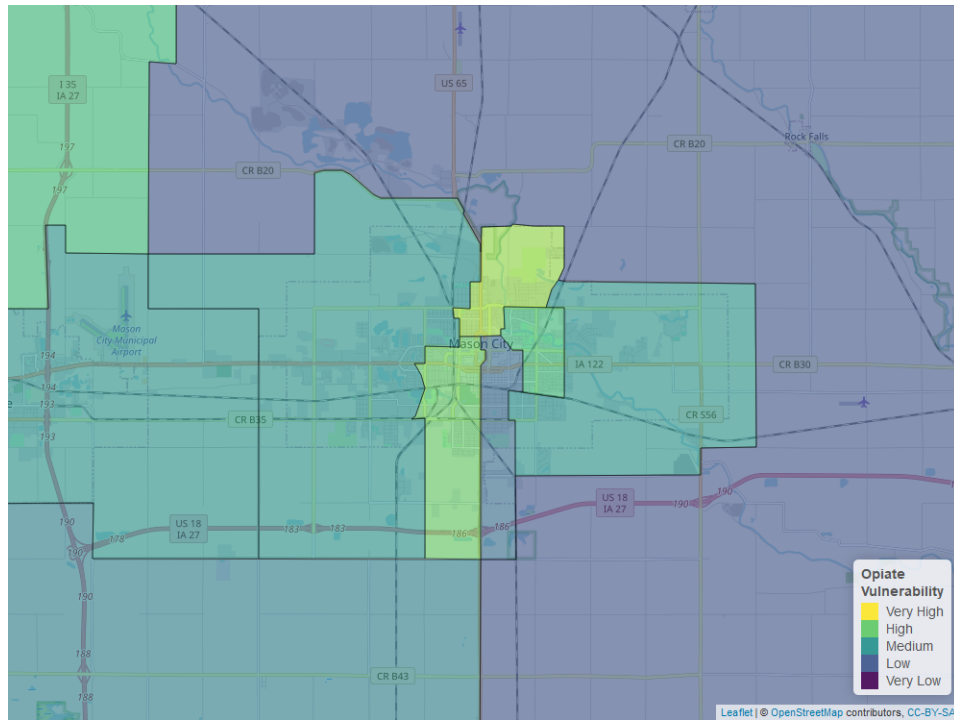 I 35
IA 27
US 65
Rock Falls
197
CR B20
CR B20
197
Mason
City Municipal
Airport
Mason City
194
IA 122
CR B30
194
e
193
CR B35
CR S56
193
190
US 18
IA 27
190
190
US 18
IA 27
183
183
186
186
178
190
190
Opiate
Vulnerability
Very High
High
Medium
Low
Very Low
188
CR B43
188
Leaflet | © OpenStreetMap contributors, CC-BY-SA